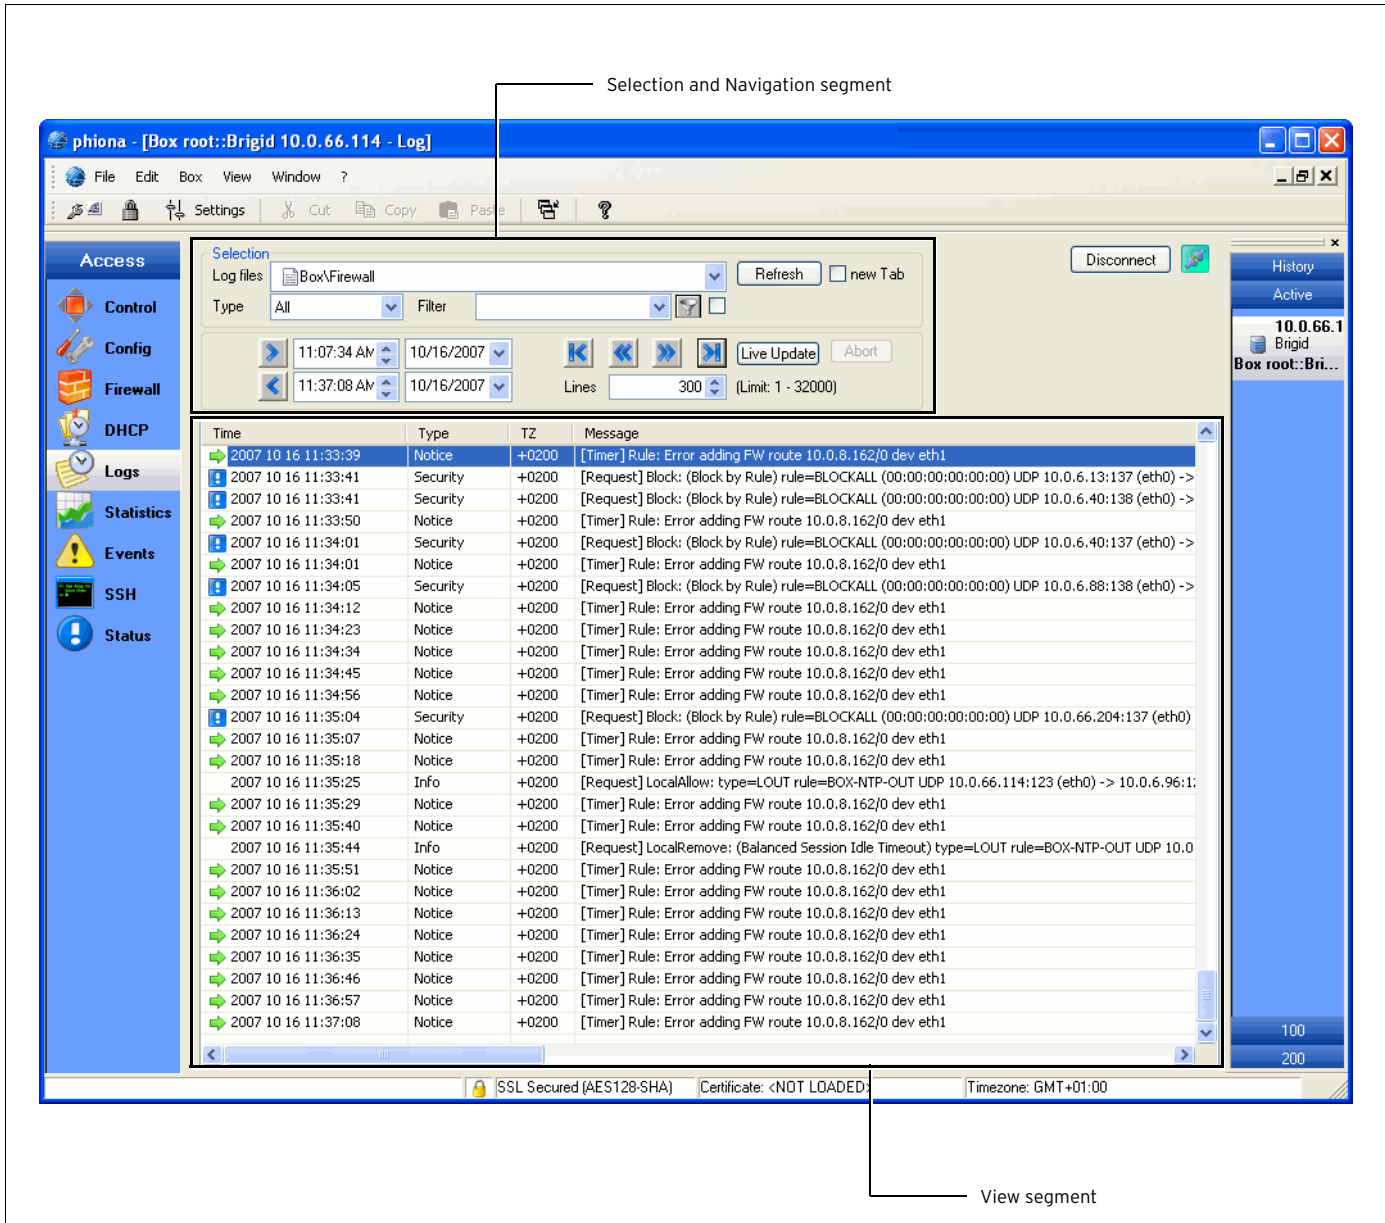 Selection and Navigation segment
phiona - [Box root::Brigid 10.0.66.114 - Log]
File Edit Box View Window ?
Settings Cut Copy Paste
Access
Control
Config
Firewall
DHCP
Logs
Statistics
Events
SSH
Status
Selection
Log files Box\Firewall Refresh new Tab
Type All Filter
11:07:34 AM 10/16/2007 Live Update Abort
11:37:08 AM 10/16/2007 Lines 300 (Limit: 1 - 32000)
Disconnect
History
Active
10.0.66.1
Brigid
Box root::Bri...
100
200
Time Type TZ Message
2007 10 16 11:33:39 Notice +0200 [Timer] Rule: Error adding FW route 10.0.8.162/0 dev eth1
2007 10 16 11:33:41 Security +0200 [Request] Block: (Block by Rule) rule=BLOCKALL (00:00:00:00:00:00) UDP 10.0.6.13:137 (eth0) ->
2007 10 16 11:33:41 Security +0200 [Request] Block: (Block by Rule) rule=BLOCKALL (00:00:00:00:00:00) UDP 10.0.6.40:138 (eth0) ->
2007 10 16 11:33:50 Notice +0200 [Timer] Rule: Error adding FW route 10.0.8.162/0 dev eth1
2007 10 16 11:34:01 Security +0200 [Request] Block: (Block by Rule) rule=BLOCKALL (00:00:00:00:00:00) UDP 10.0.6.40:137 (eth0) ->
2007 10 16 11:34:01 Notice +0200 [Timer] Rule: Error adding FW route 10.0.8.162/0 dev eth1
2007 10 16 11:34:05 Security +0200 [Request] Block: (Block by Rule) rule=BLOCKALL (00:00:00:00:00:00) UDP 10.0.6.88:138 (eth0) ->
2007 10 16 11:34:12 Notice +0200 [Timer] Rule: Error adding FW route 10.0.8.162/0 dev eth1
2007 10 16 11:34:23 Notice +0200 [Timer] Rule: Error adding FW route 10.0.8.162/0 dev eth1
2007 10 16 11:34:34 Notice +0200 [Timer] Rule: Error adding FW route 10.0.8.162/0 dev eth1
2007 10 16 11:34:45 Notice +0200 [Timer] Rule: Error adding FW route 10.0.8.162/0 dev eth1
2007 10 16 11:34:56 Notice +0200 [Timer] Rule: Error adding FW route 10.0.8.162/0 dev eth1
2007 10 16 11:35:04 Security +0200 [Request] Block: (Block by Rule) rule=BLOCKALL (00:00:00:00:00:00) UDP 10.0.66.204:137 (eth0)
2007 10 16 11:35:07 Notice +0200 [Timer] Rule: Error adding FW route 10.0.8.162/0 dev eth1
2007 10 16 11:35:18 Notice +0200 [Timer] Rule: Error adding FW route 10.0.8.162/0 dev eth1
2007 10 16 11:35:25 Info +0200 [Request] LocalAllow: type=LOUT rule=BOX-NTP-OUT UDP 10.0.66.114:123 (eth0) -> 10.0.6.96:12
2007 10 16 11:35:29 Notice +0200 [Timer] Rule: Error adding FW route 10.0.8.162/0 dev eth1
2007 10 16 11:35:40 Notice +0200 [Timer] Rule: Error adding FW route 10.0.8.162/0 dev eth1
2007 10 16 11:35:44 Info +0200 [Request] LocalRemove: (Balanced Session Idle Timeout) type=LOUT rule=BOX-NTP-OUT UDP 10.0
2007 10 16 11:35:51 Notice +0200 [Timer] Rule: Error adding FW route 10.0.8.162/0 dev eth1
2007 10 16 11:36:02 Notice +0200 [Timer] Rule: Error adding FW route 10.0.8.162/0 dev eth1
2007 10 16 11:36:13 Notice +0200 [Timer] Rule: Error adding FW route 10.0.8.162/0 dev eth1
2007 10 16 11:36:24 Notice +0200 [Timer] Rule: Error adding FW route 10.0.8.162/0 dev eth1
2007 10 16 11:36:35 Notice +0200 [Timer] Rule: Error adding FW route 10.0.8.162/0 dev eth1
2007 10 16 11:36:46 Notice +0200 [Timer] Rule: Error adding FW route 10.0.8.162/0 dev eth1
2007 10 16 11:36:57 Notice +0200 [Timer] Rule: Error adding FW route 10.0.8.162/0 dev eth1
2007 10 16 11:37:08 Notice +0200 [Timer] Rule: Error adding FW route 10.0.8.162/0 dev eth1
SSL Secured (AES128-SHA) Certificate: <NOT LOADED> Timezone: GMT+01:00
View segment